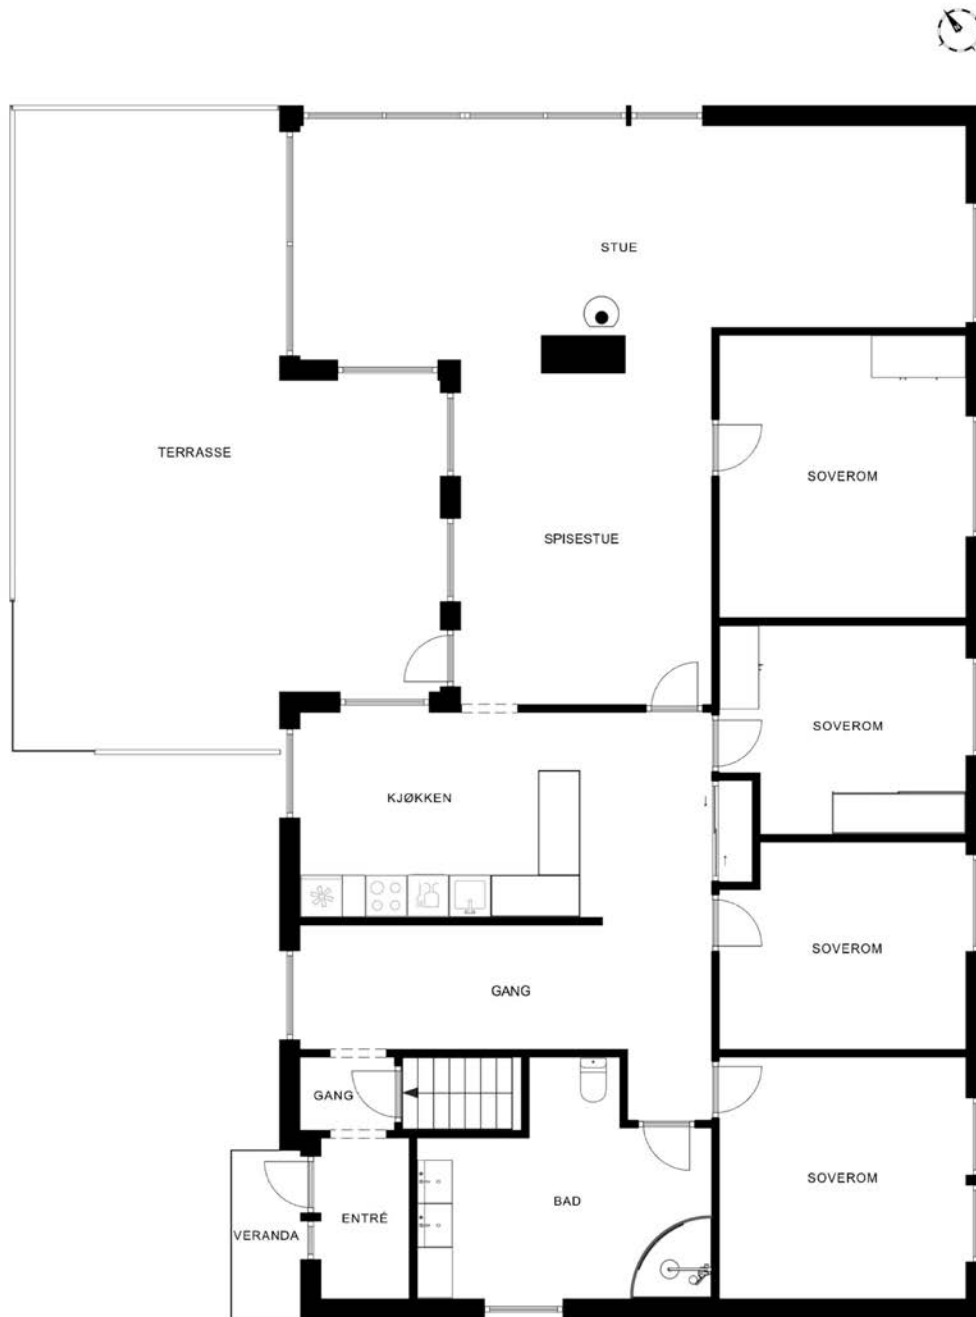 STUE
TERRASSE
SOVEROM
SPISESTUE
SOVEROM
KJØKKEN
SOVEROM
GANG
GANG
SOVEROM
BAD
ENTRÉ
VERANDA